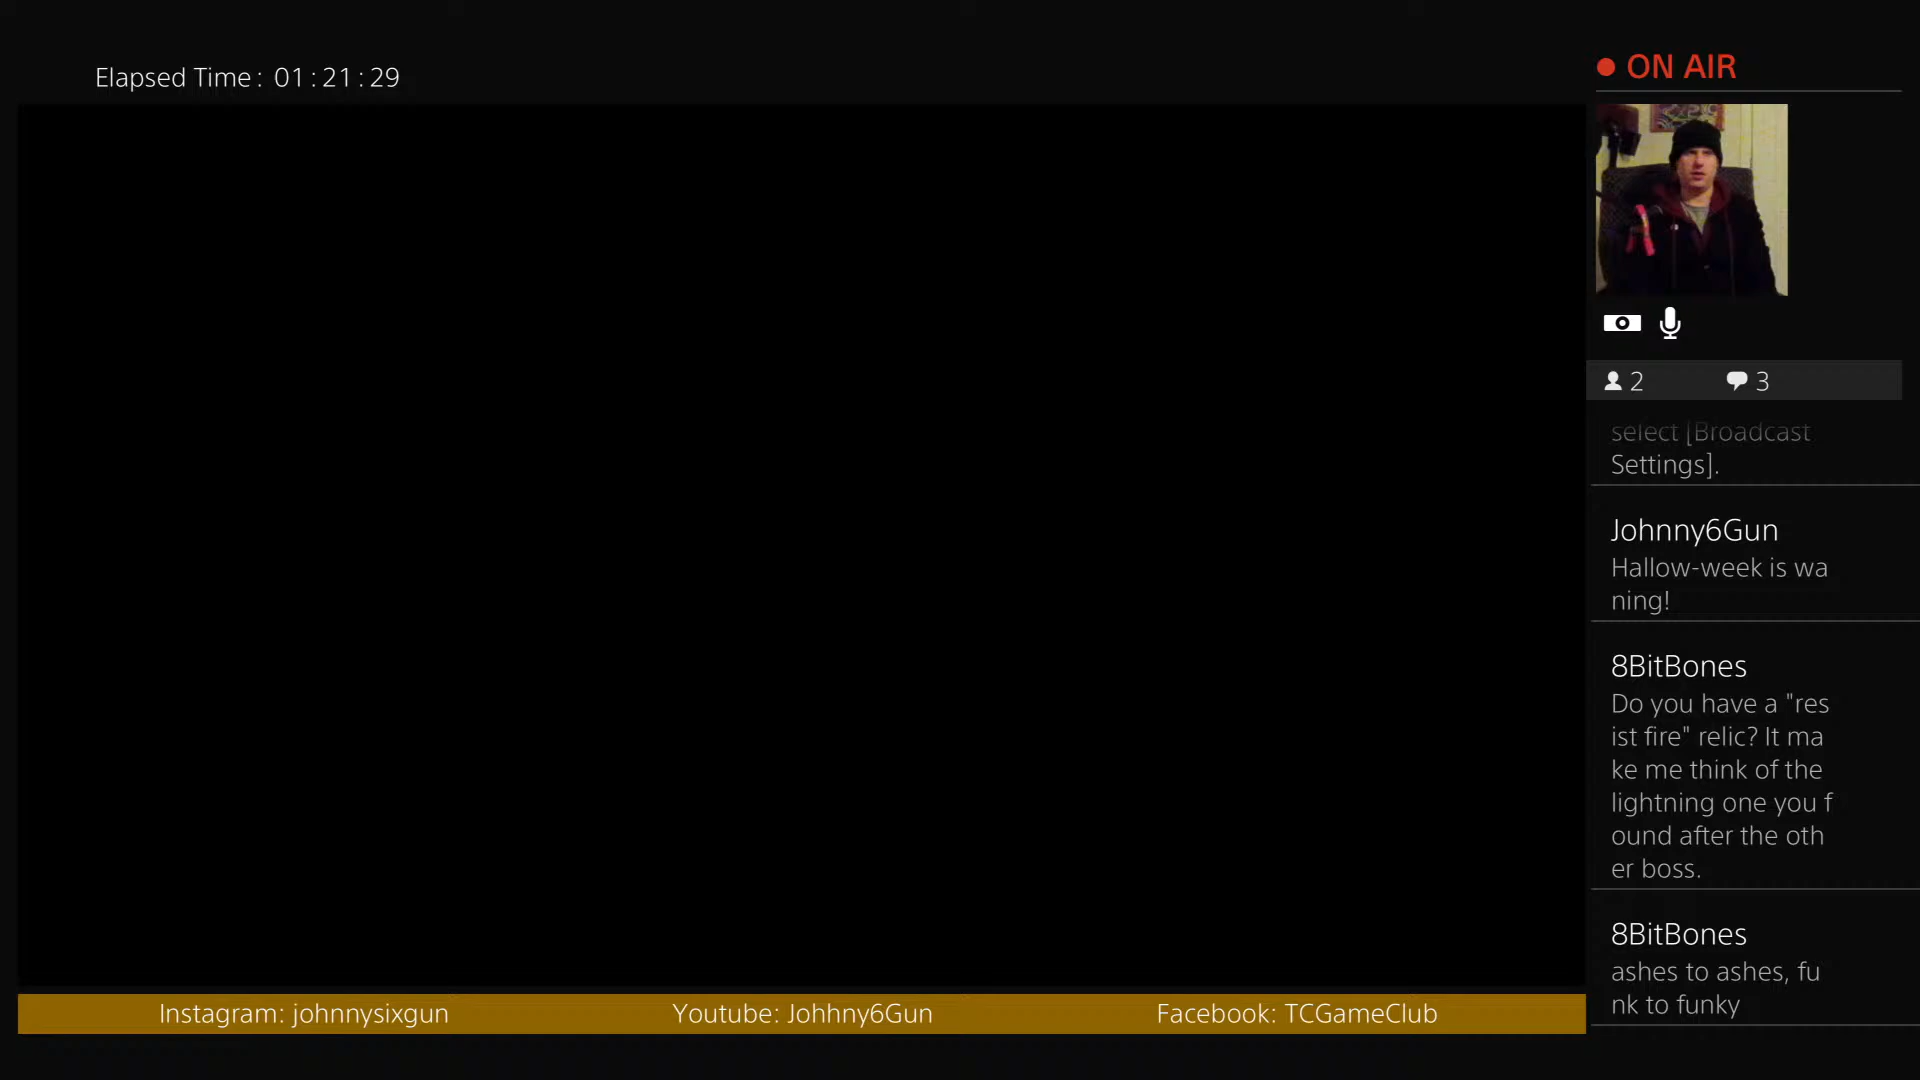 Elapsed Time: 01:21:29
ON AIR
2 3
select [Broadcast
Settings].
Johnny6Gun
Hallow-week is wa
ning!
8BitBones
Do you have a "res
ist fire" relic? It ma
ke me think of the
lightning one you f
ound after the oth
er boss.
8BitBones
ashes to ashes, fu
nk to funky
Instagram: johnnysixgun Youtube: Johhny6Gun Facebook: TCGameClub